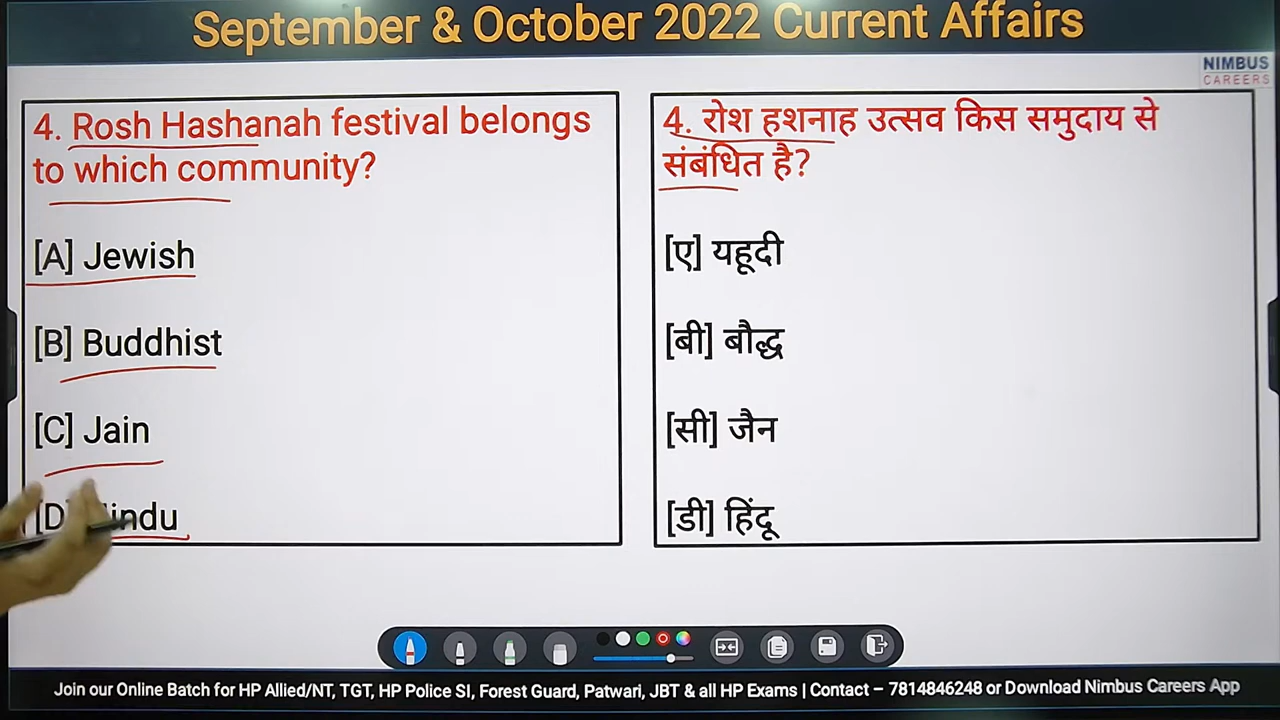 September & October 2022 Current Affairs
NIMBUS
CAREERS
4. Rosh Hashanah festival belongs
to which community?
[A] Jewish
[B] Buddhist
[C] Jain
[D] Hindu
4. रोश हशनाह उत्सव किस समुदाय से
संबंधित है?
[ए] यहूदी
[बी] बौद्ध
[सी] जैन
[डी] हिंदू
Join our Online Batch for HP Allied/NT, TGT, HP Police SI, Forest Guard, Patwari, JBT & all HP Exams | Contact – 7814846248 or Download Nimbus Careers App